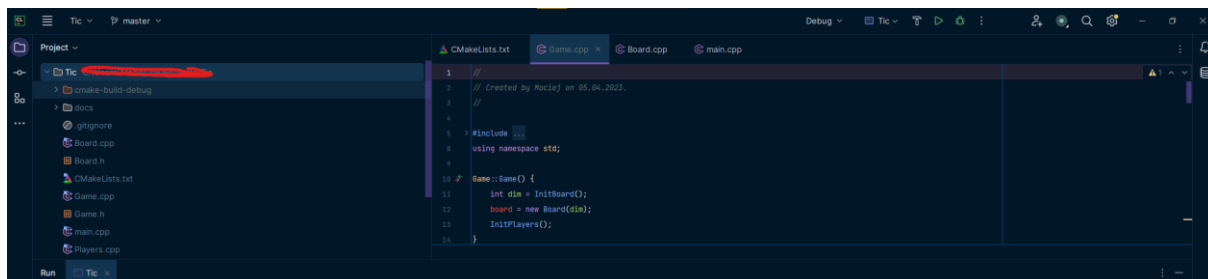 CL Tic master Debug Tic
Project
CMakeLists.txt Game.cpp Board.cpp main.cpp
Tic
cmake-build-debug
docs
.gitignore
Board.cpp
Board.h
CMakeLists.txt
Game.cpp
Game.h
main.cpp
Players.cpp
1 //
2 // Created by Maciej on 05.04.2023.
3 //
4
5 #include ...
8 using namespace std;
9
10 Game::Game() {
11 int dim = InitBoard();
12 board = new Board(dim);
13 InitPlayers();
14 }
1
Run Tic